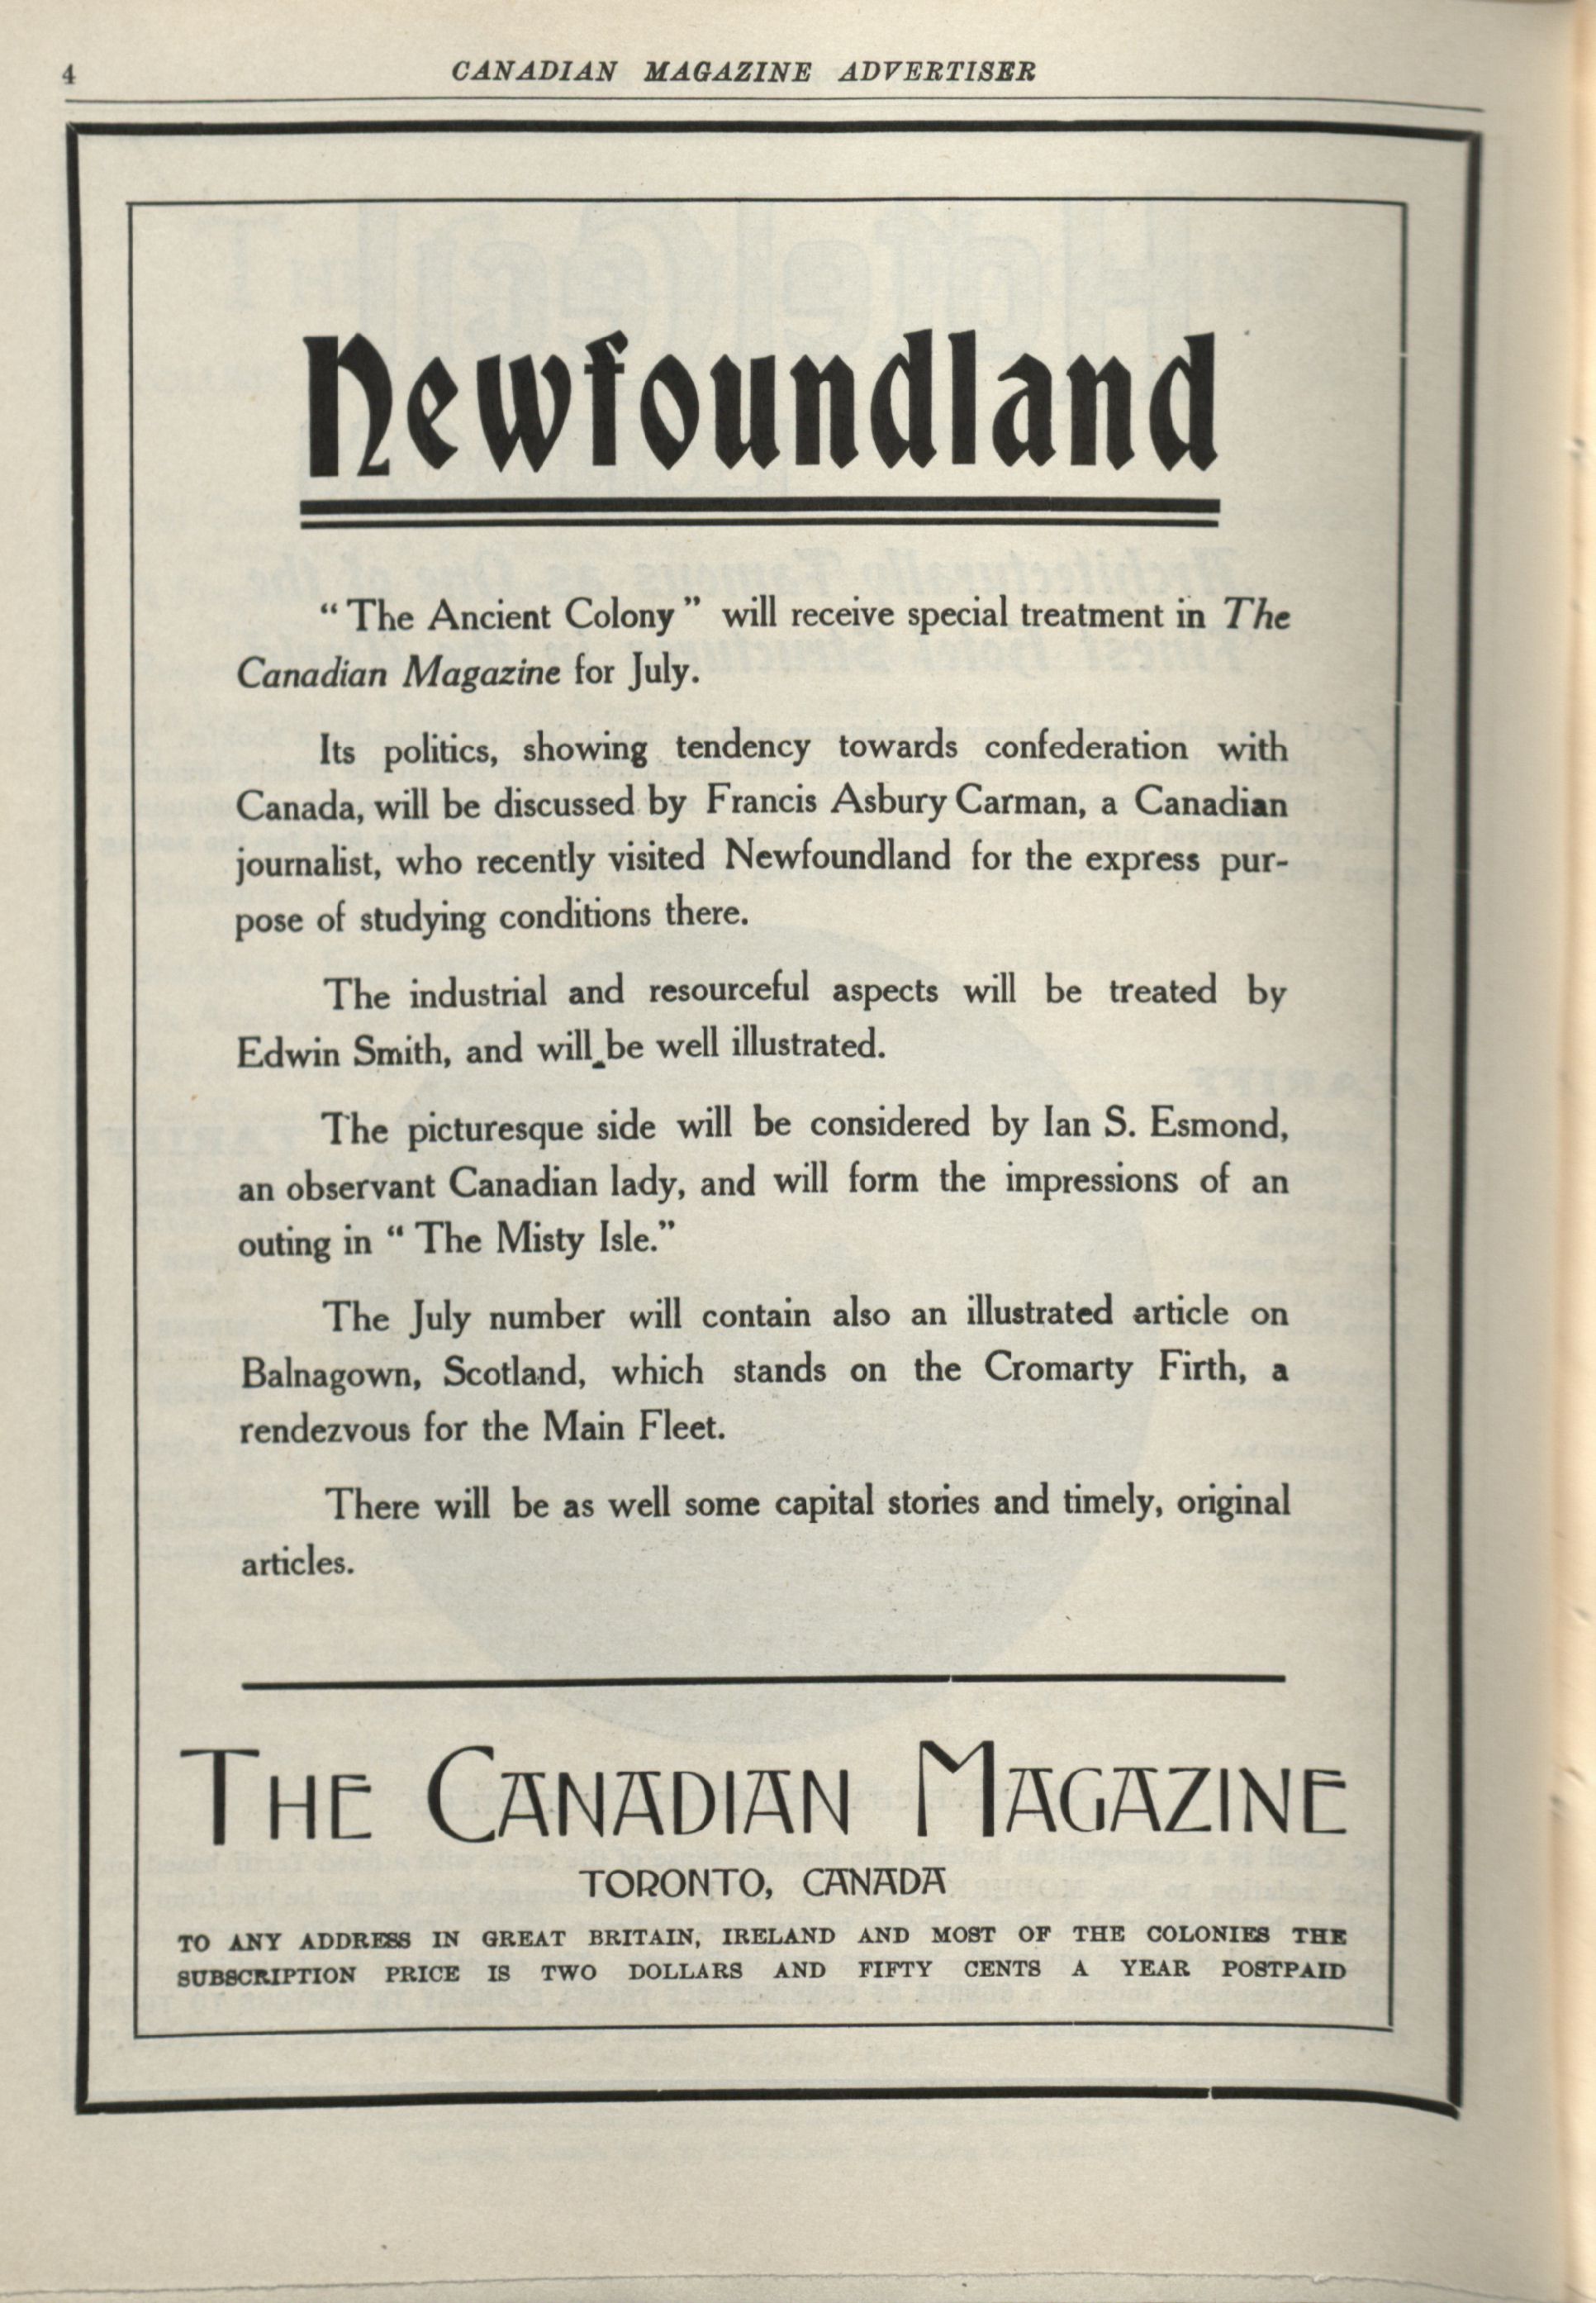 4
CANADIAN MAGAZINE ADVERTISER
Newfoundland
“The Ancient Colony” will receive special treatment in The
Canadian Magazine for July.
Its politics, showing tendency towards confederation with
Canada, will be discussed by Francis Asbury Carman, a Canadian
journalist, who recently visited Newfoundland for the express pur-
pose of studying conditions there.
The industrial and resourceful aspects will be treated by
Edwin Smith, and will be well illustrated.
The picturesque side will be considered by Ian S. Esmond,
an observant Canadian lady, and will form the impressions of an
outing in “The Misty Isle.”
The July number will contain also an illustrated article on
Balnagown, Scotland, which stands on the Cromarty Firth, a
rendezvous for the Main Fleet.
There will be as well some capital stories and timely, original
articles.
THE CANADIAN MAGAZINE
TORONTO, CANADA
TO ANY ADDRESS IN GREAT BRITAIN, IRELAND AND MOST OF THE COLONIES THE
SUBSCRIPTION PRICE IS TWO DOLLARS AND FIFTY CENTS A YEAR POSTPAID